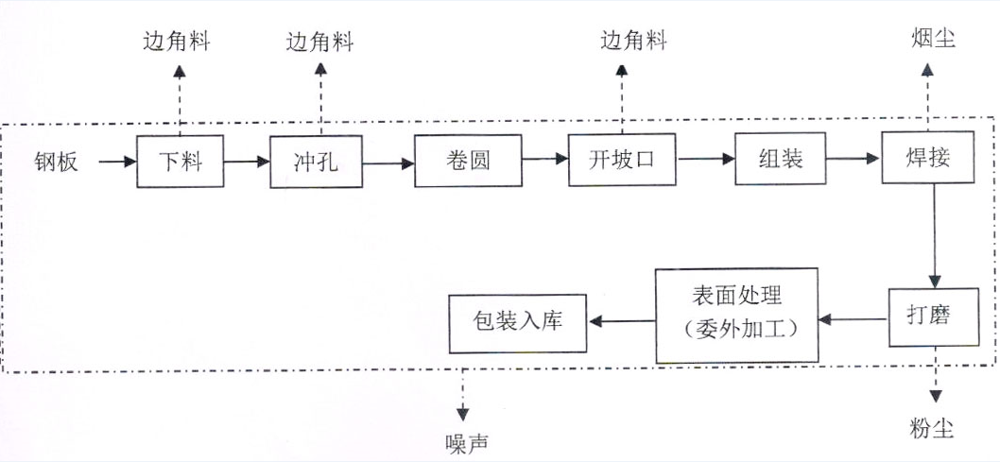 边角料
边角料
边角料
烟尘
钢板
下料
冲孔
卷圆
开坡口
组装
焊接
表面处理
（委外加工）
包装入库
打磨
噪声
粉尘